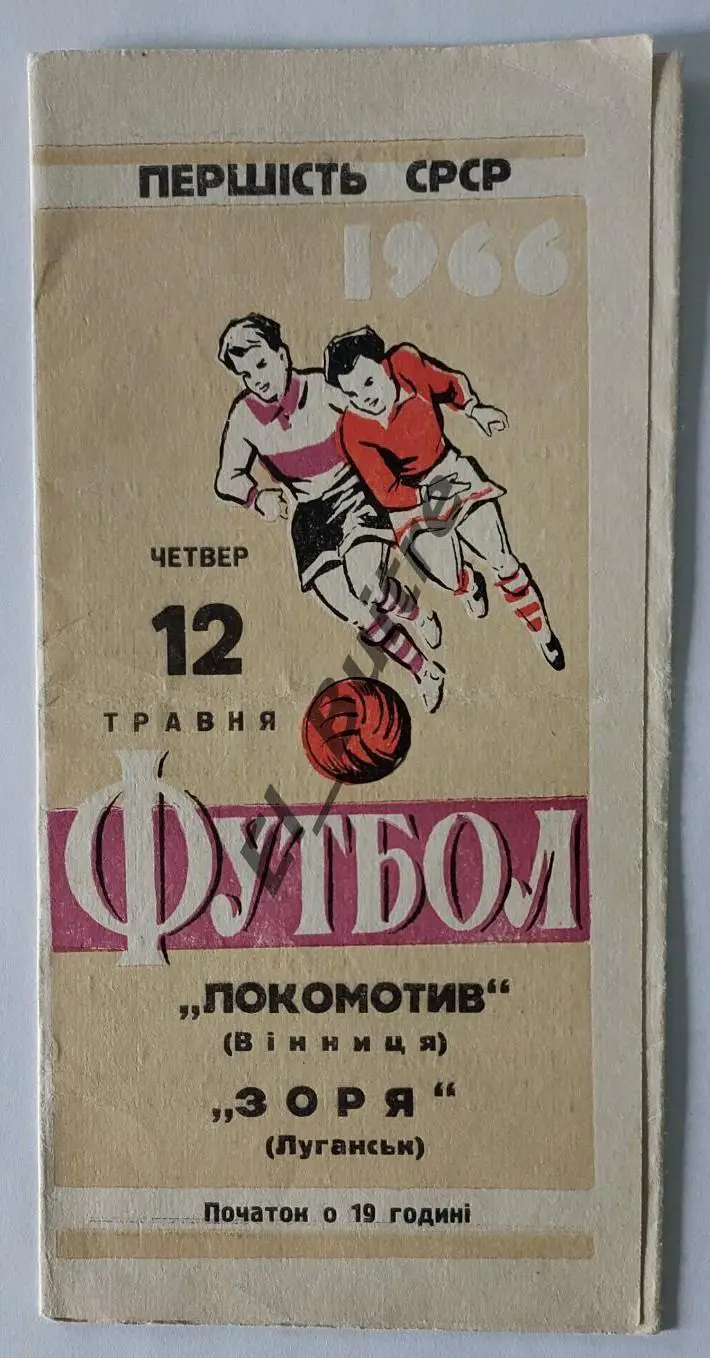 ПЕРШІСТЬ СРСР
1966
ЧЕТВЕР
12
ТРАВНЯ
ФУТБОЛ
„ЛОКОМОТИВ“
(Вінниця)
„ЗОРЯ“
(Луганськ)
Початок о 19 годині